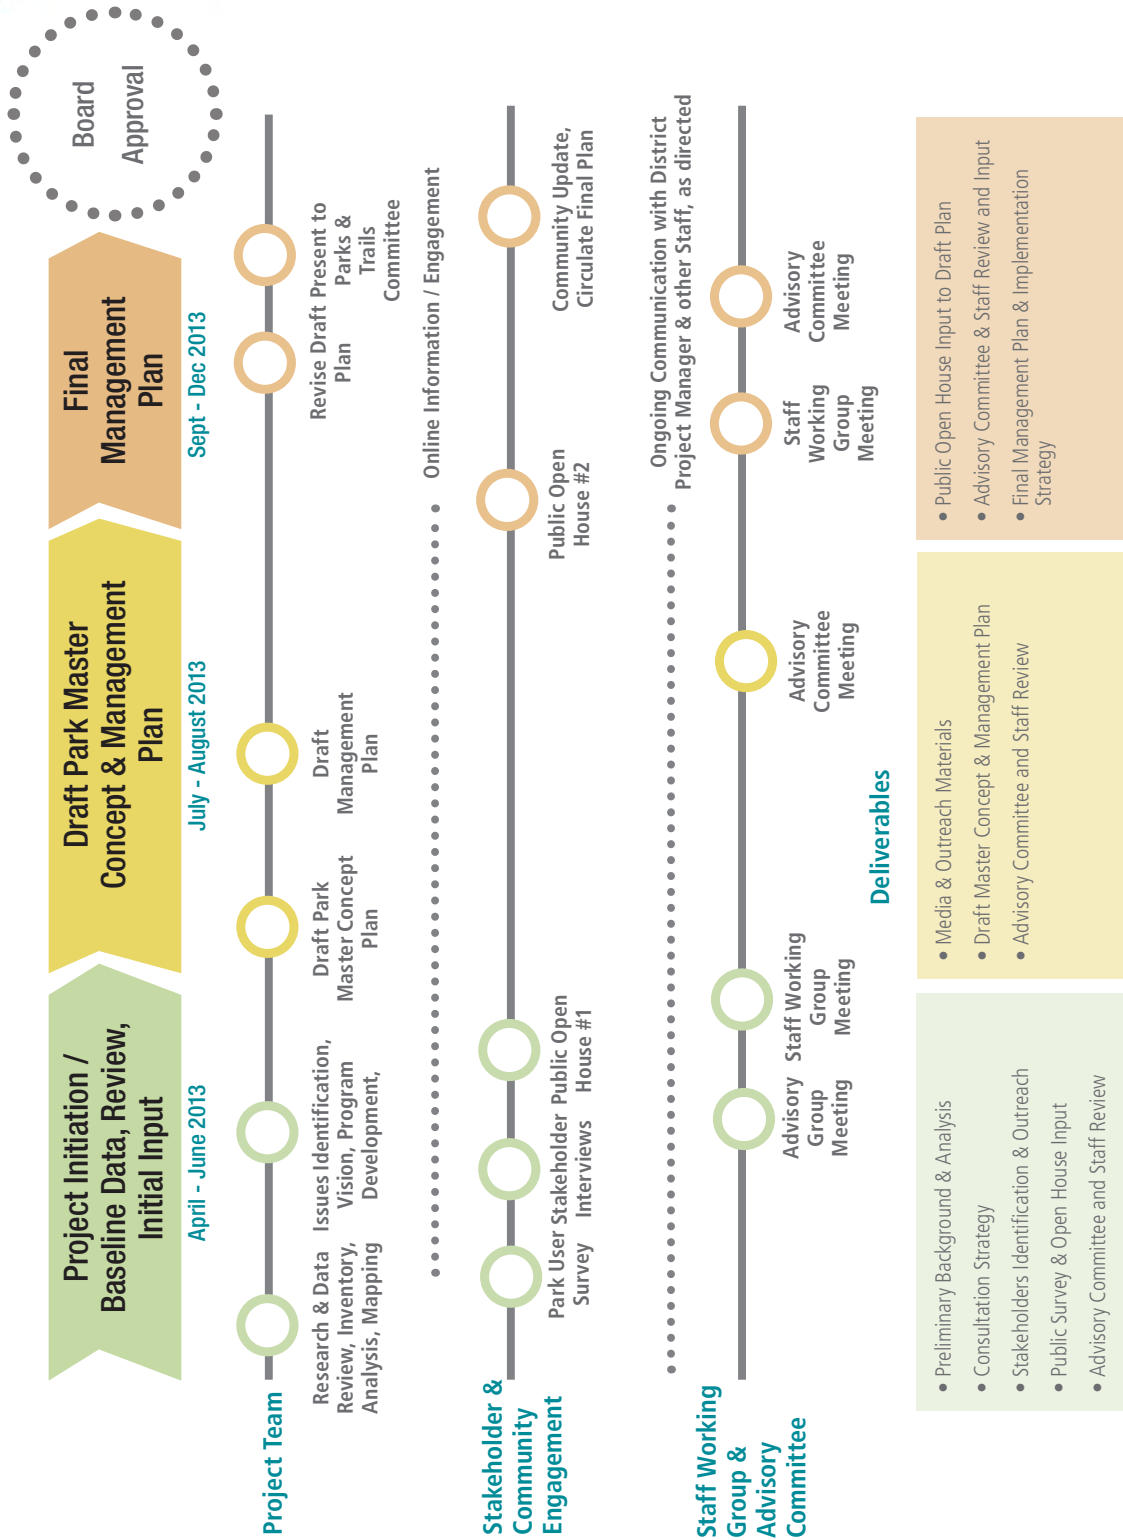 Project Initiation /
Baseline Data, Review,
Initial Input
April - June 2013
Draft Park Master
Concept & Management
Plan
July - August 2013
Final
Management
Plan
Sept - Dec 2013
Board
Approval
Project Team
Research & Data
Review, Inventory,
Analysis, Mapping
Issues Identification,
Vision, Program
Development,
Draft Park
Master Concept
Plan
Draft
Management
Plan
Revise Draft
Plan
Present to
Parks &
Trails
Committee
Online Information / Engagement
Stakeholder &
Community
Engagement
Park User
Survey
Stakeholder
Interviews
Public Open
House #1
Public Open
House #2
Community Update,
Circulate Final Plan
Ongoing Communication with District
Project Manager & other Staff, as directed
Staff Working
Group &
Advisory
Committee
Advisory
Group
Meeting
Staff Working
Group
Meeting
Advisory
Committee
Meeting
Staff
Working
Group
Meeting
Advisory
Committee
Meeting
Deliverables
• Preliminary Background & Analysis
• Consultation Strategy
• Stakeholders Identification & Outreach
• Public Survey & Open House Input
• Advisory Committee and Staff Review
• Media & Outreach Materials
• Draft Master Concept & Management Plan
• Advisory Committee and Staff Review
• Public Open House Input to Draft Plan
• Advisory Committee & Staff Review and Input
• Final Management Plan & Implementation
Strategy